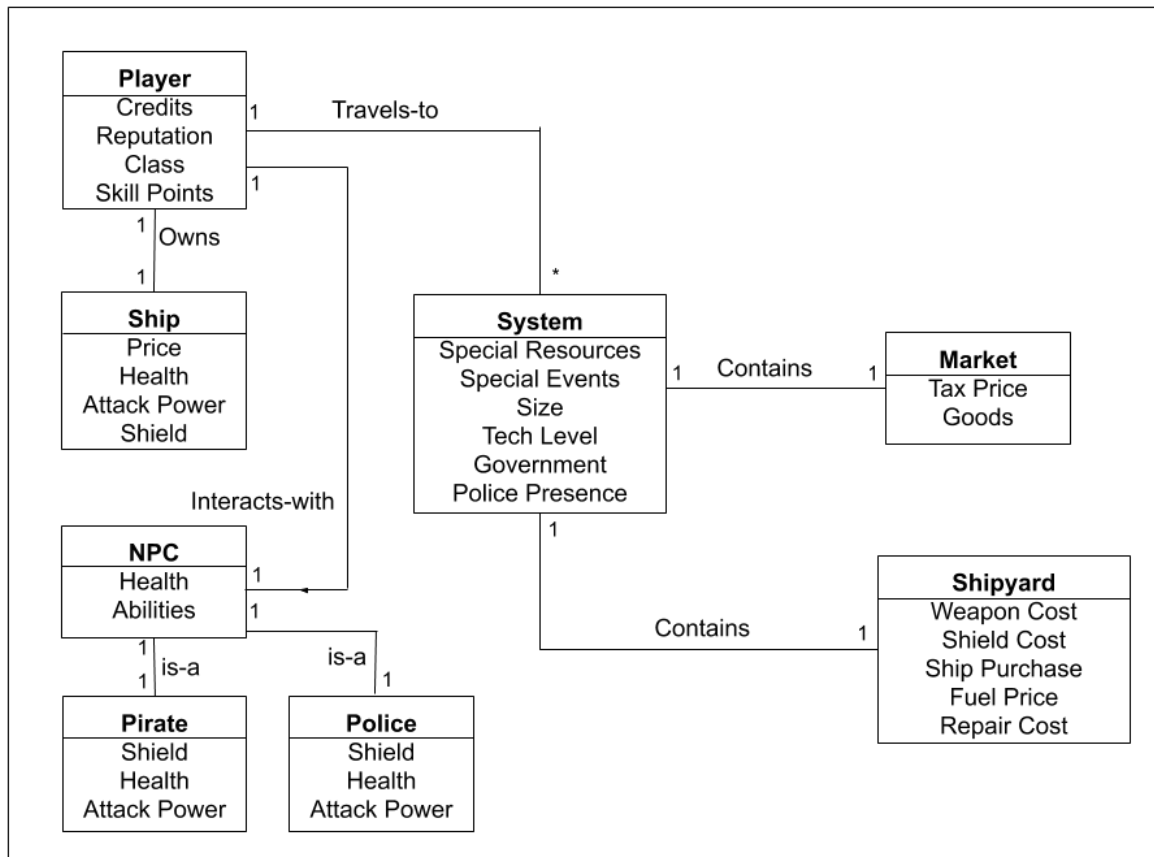 Player
Credits
Reputation
Class
Skill Points
1
Travels-to
*
1
1
Owns
1
Ship
Price
Health
Attack Power
Shield
System
Special Resources
Special Events
Size
Tech Level
Government
Police Presence
1
Contains
1
Market
Tax Price
Goods
Interacts-with
1
NPC
Health
Abilities
1
1
is-a
1
is-a
1
Pirate
Shield
Health
Attack Power
Police
Shield
Health
Attack Power
1
Contains
1
Shipyard
Weapon Cost
Shield Cost
Ship Purchase
Fuel Price
Repair Cost